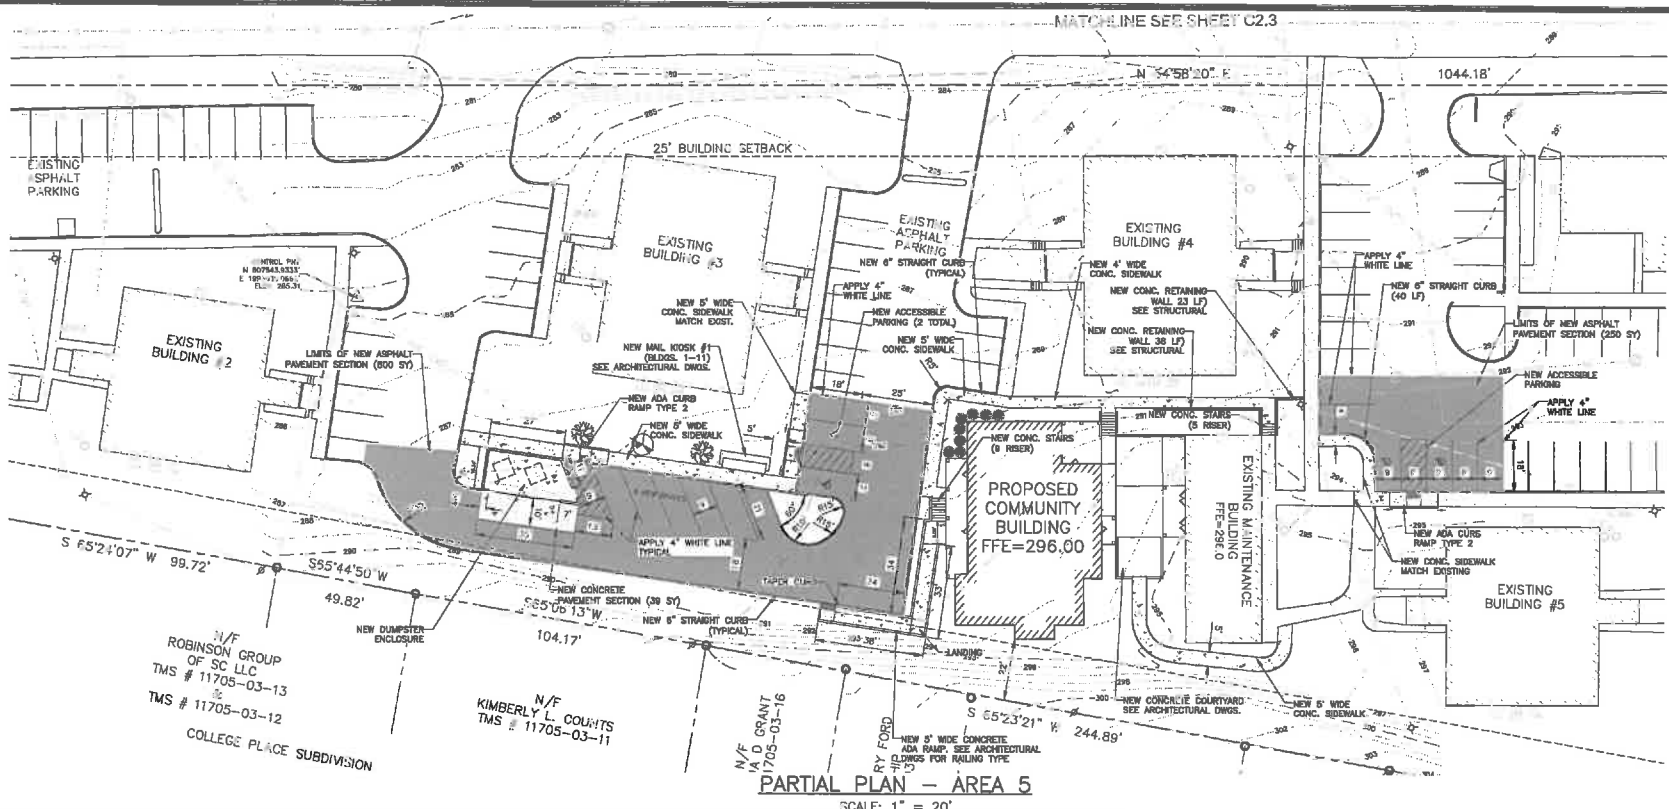 MATCHLINE SEE SHEET C2.3
1044.18'
25' BUILDING SETBACK
EXISTING
ASPHALT
PARKING
EXISTING
BUILDING #2
LIMITS OF NEW ASPHALT
PAVEMENT SECTION (600 SY)
EXISTING
BUILDING #3
NEW 5' WIDE
CONC. SIDEWALK
MATCH EXIST.
NEW MAIL KIOSK #1
(BLDGS. 1-11)
SEE ARCHITECTURAL DWGS.
NEW ADA CURB
RAMP TYPE 2
NEW 5' WIDE
CONC. SIDEWALK
EXISTING
ASPHALT
PARKING
NEW 6" STRAIGHT CURB
(TYPICAL)
APPLY 4"
WHITE LINE
NEW ACCESSIBLE
PARKING (2 TOTAL)
NEW 5' WIDE
CONC. SIDEWALK
18'
25'
27'
5'
EXISTING
BUILDING #4
NEW 4' WIDE
CONC. SIDEWALK
NEW CONC. RETAINING
WALL 23 LF)
SEE STRUCTURAL
NEW CONC. RETAINING
WALL 38 LF)
SEE STRUCTURAL
APPLY 4"
WHITE LINE
NEW 6" STRAIGHT CURB
(40 LF)
LIMITS OF NEW ASPHALT
PAVEMENT SECTION (250 SY)
NEW ACCESSIBLE
PARKING
APPLY 4"
WHITE LINE
NEW CONC. STAIRS
(5 RISER)
NEW CONC. STAIRS
(8 RISER)
PROPOSED
COMMUNITY
BUILDING
FFE=296.00
EXISTING MAINTENANCE
BUILDING
FFE=296.0
APPLY 4" WHITE LINE
TYPICAL
TAPER CURB
NEW CONCRETE
PAVEMENT SECTION (39 SY)
NEW 6" STRAIGHT CURB
(TYPICAL)
NEW DUMPSTER
ENCLOSURE
LANDING
NEW ADA CURB
RAMP TYPE 2
NEW CONC. SIDEWALK
MATCH EXISTING
EXISTING
BUILDING #5
NEW CONCRETE COURTYARD
SEE ARCHITECTURAL DWGS.
NEW 5' WIDE
CONC. SIDEWALK
NEW 5' WIDE CONCRETE
ADA RAMP. SEE ARCHITECTURAL
DWGS FOR RAILING TYPE
S 65'24'07" W 99.72'
49.82'
104.17'
S 65'23'21" W 244.89'
N/F
ROBINSON GROUP
OF SC LLC
TMS # 11705-03-13
&
TMS # 11705-03-12
COLLEGE PLACE SUBDIVISION
N/F
KIMBERLY L. COUNTS
TMS # 11705-03-11
N/F
D GRANT
1705-03-16
RY FORD
PARTIAL PLAN - AREA 5
SCALE: 1" = 20'